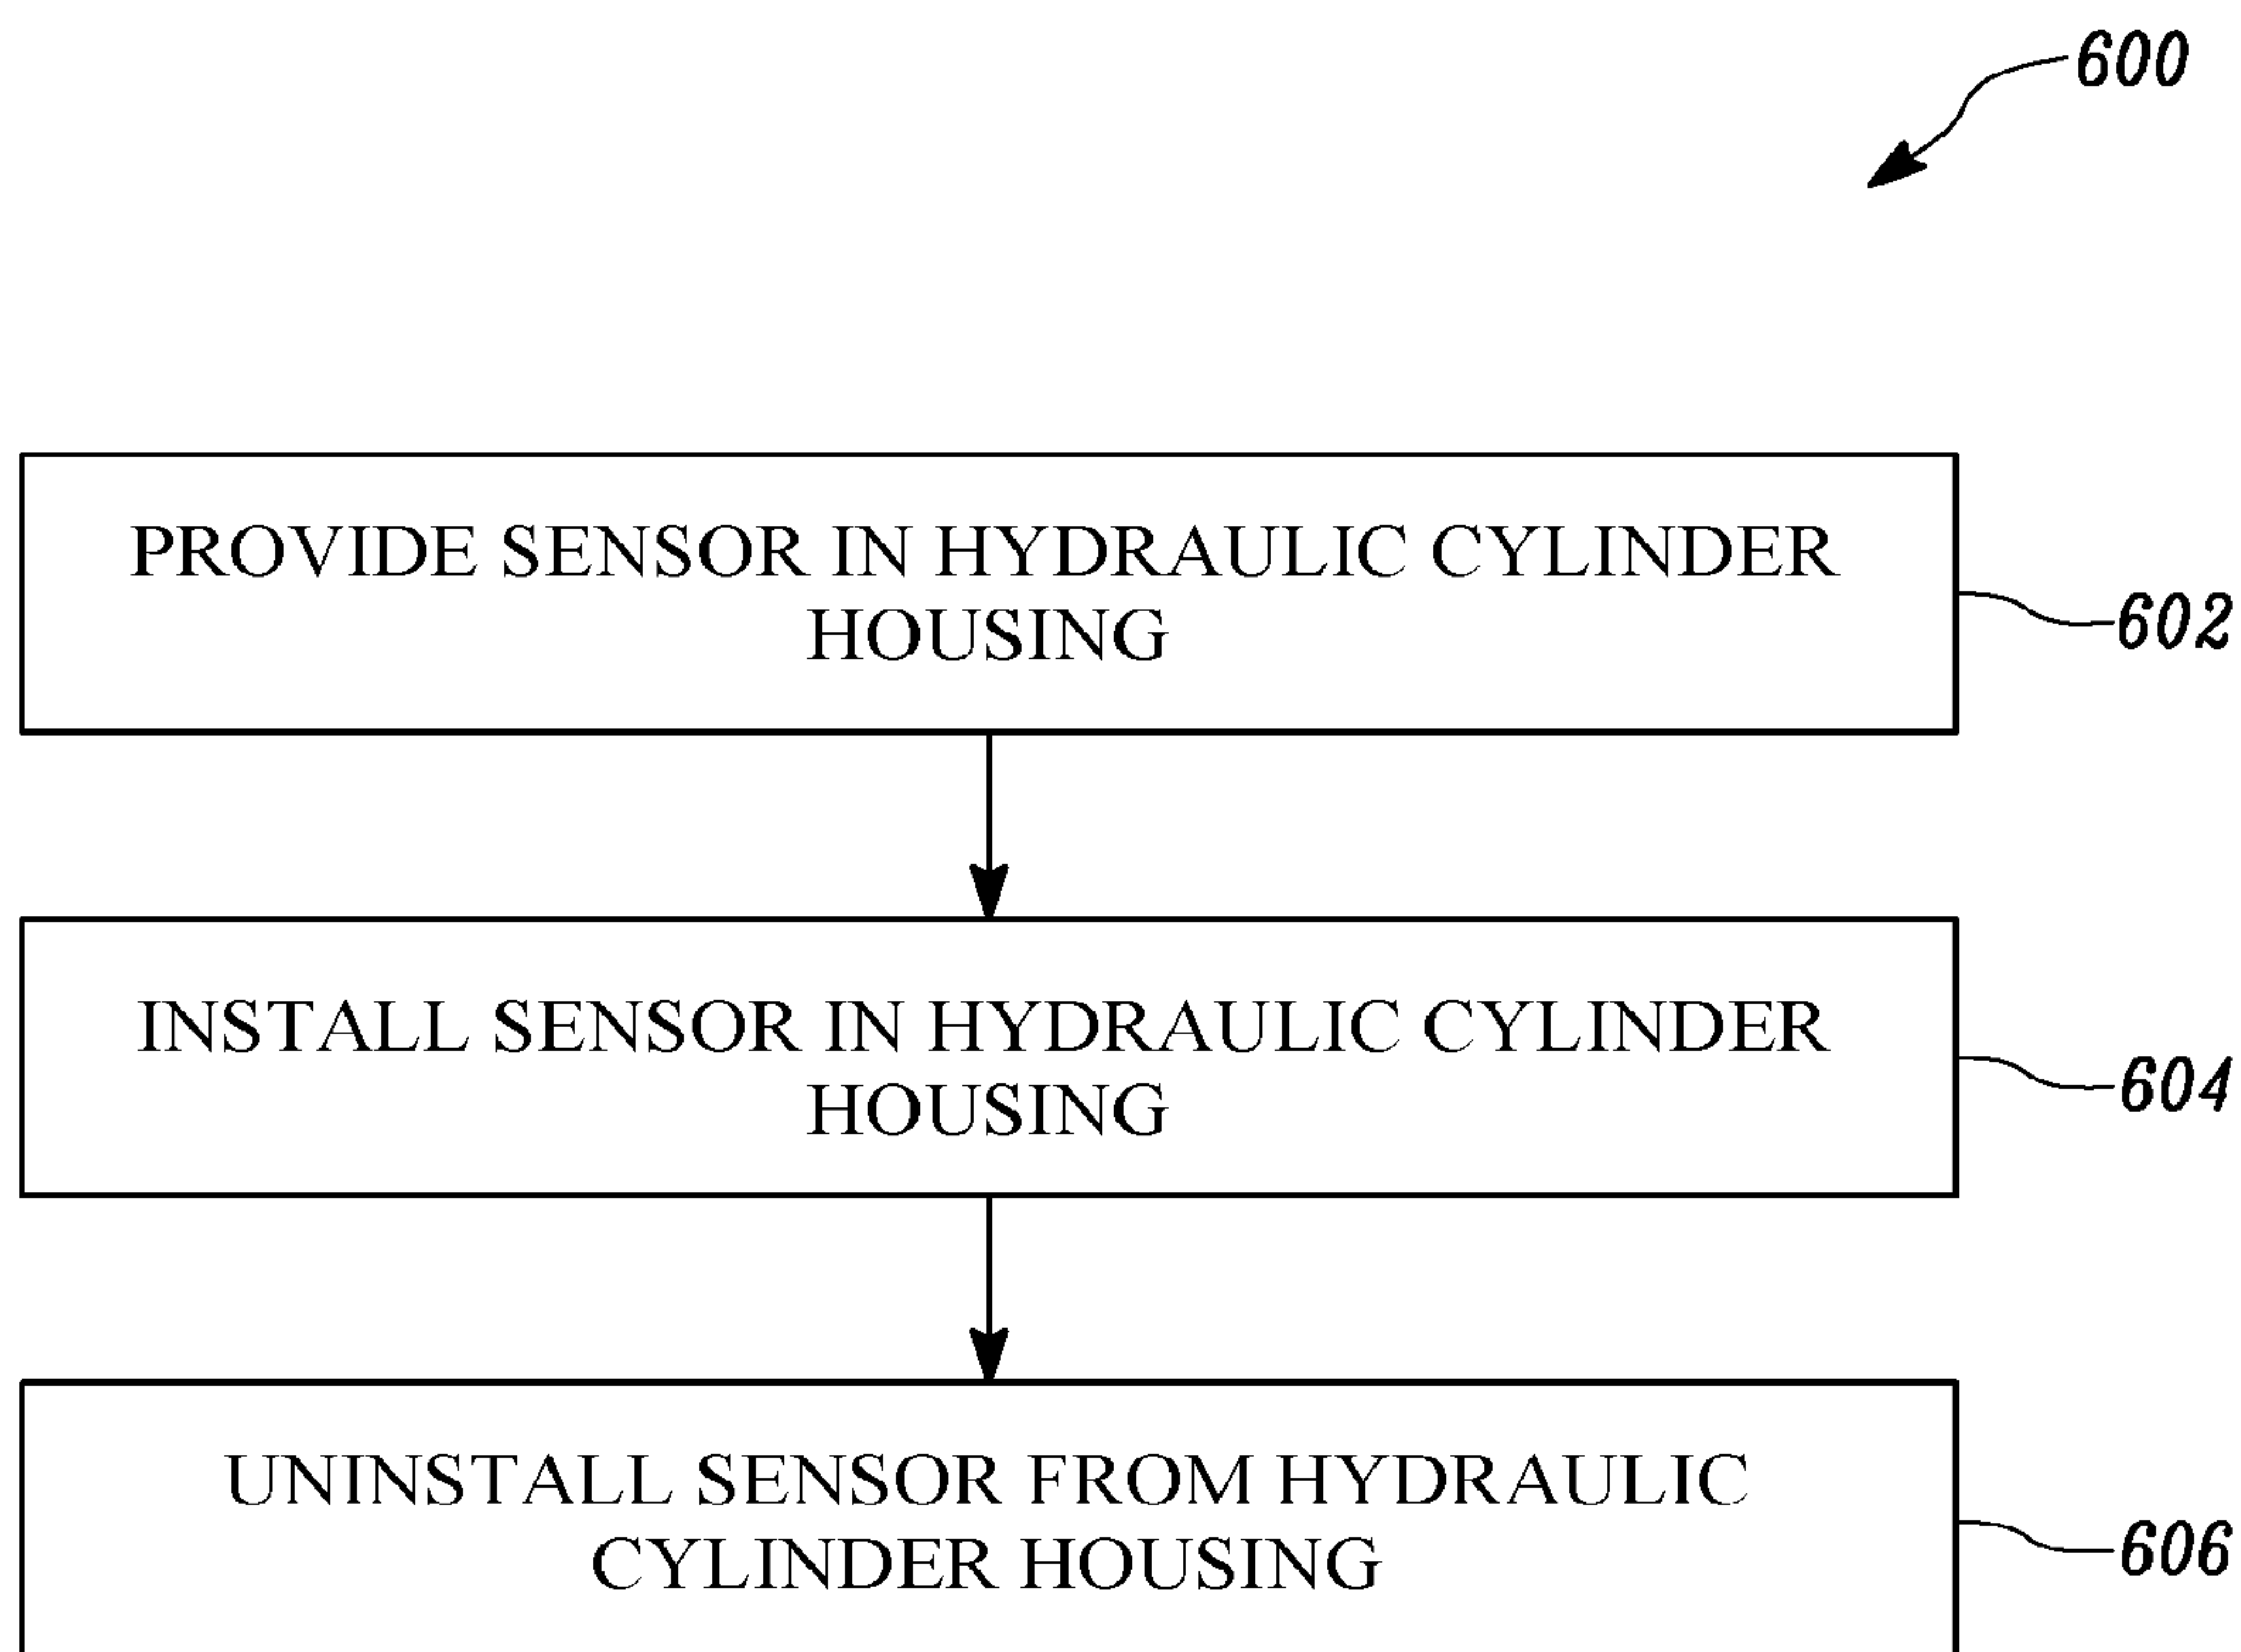 600
PROVIDE SENSOR IN HYDRAULIC CYLINDER
HOUSING
602
INSTALL SENSOR IN HYDRAULIC CYLINDER
HOUSING
604
UNINSTALL SENSOR FROM HYDRAULIC
CYLINDER HOUSING
606